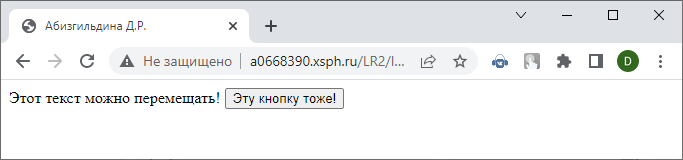 Абизгильдина Д.Р.
Не защищено a0668390.xsph.ru/LR2/l... D
Этот текст можно перемещать! Эту кнопку тоже!